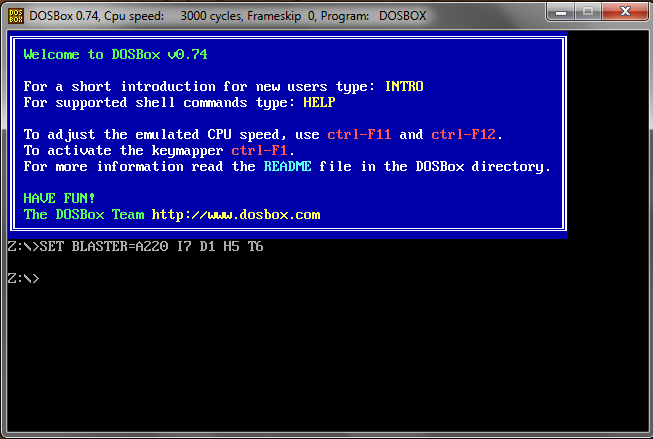 DOSBox 0.74, Cpu speed: 3000 cycles, Frameskip 0, Program: DOSBOX
DOS
BOX
Welcome to DOSBox v0.74
For a short introduction for new users type: INTRO
For supported shell commands type: HELP
To adjust the emulated CPU speed, use ctrl-F11 and ctrl-F12.
To activate the keymapper ctrl-F1.
For more information read the README file in the DOSBox directory.
HAVE FUN!
The DOSBox Team http://www.dosbox.com
Z:\>SET BLASTER=A220 I7 D1 H5 T6
Z:\>